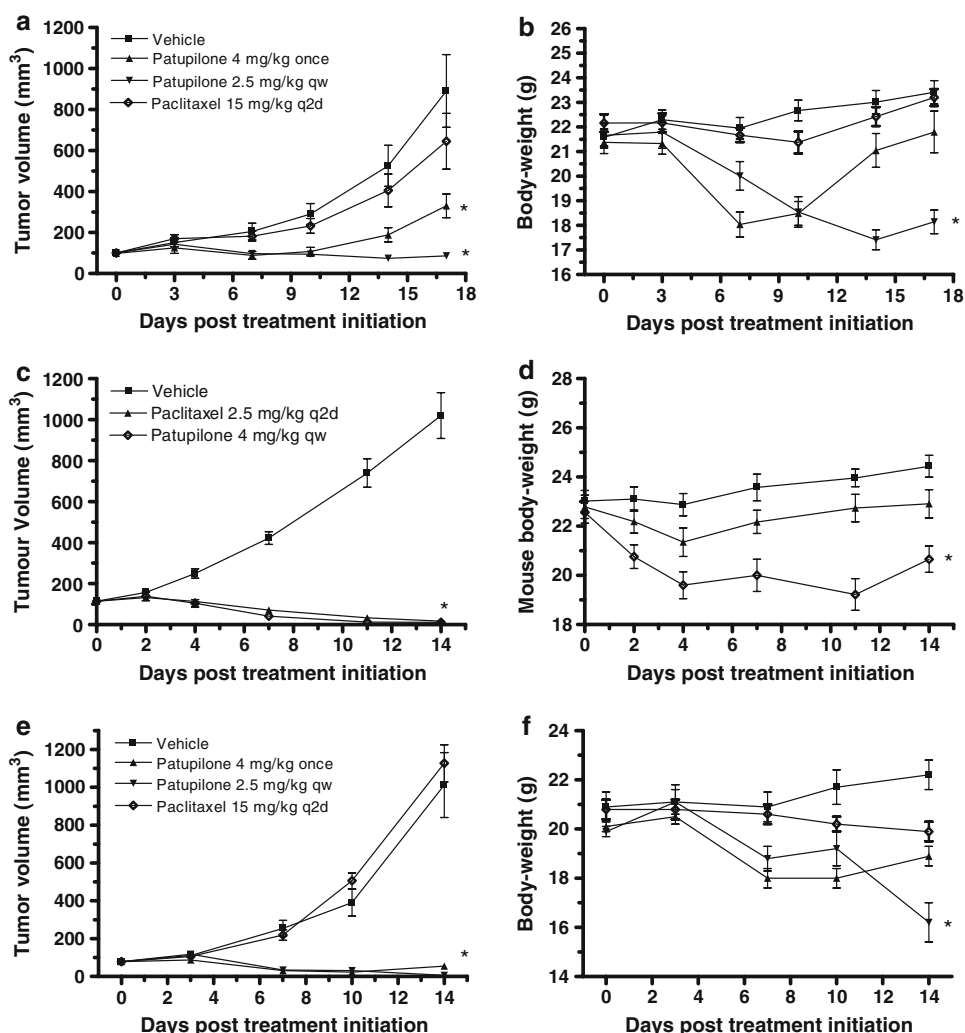 a
1200
1000
800
600
400
200
0
Tumor volume (mm3)
Vehicle
Patupilone 4 mg/kg once
Patupilone 2.5 mg/kg qw
Paclitaxel 15 mg/kg q2d
*
*
0 3 6 9 12 15 18
Days post treatment initiation
b
26
25
24
23
22
21
20
19
18
17
16
Body-weight (g)
*
0 3 6 9 12 15 18
Days post treatment initiation
c
1200
1000
800
600
400
200
0
Tumour Volume (mm3)
Vehicle
Paclitaxel 2.5 mg/kg q2d
Patupilone 4 mg/kg qw
*
0 2 4 6 8 10 12 14
Days post treatment initiation
d
28
26
24
22
20
18
Mouse body-weight (g)
*
0 2 4 6 8 10 12 14
Days post treatment initiation
e
1200
1000
800
600
400
200
0
Tumor volume (mm3)
Vehicle
Patupilone 4 mg/kg once
Patupilone 2.5 mg/kg qw
Paclitaxel 15 mg/kg q2d
*
0 2 4 6 8 10 12 14
Days post treatment initiation
f
24
22
20
18
16
14
Body-weight (g)
*
0 2 4 6 8 10 12 14
Days post treatment initiation